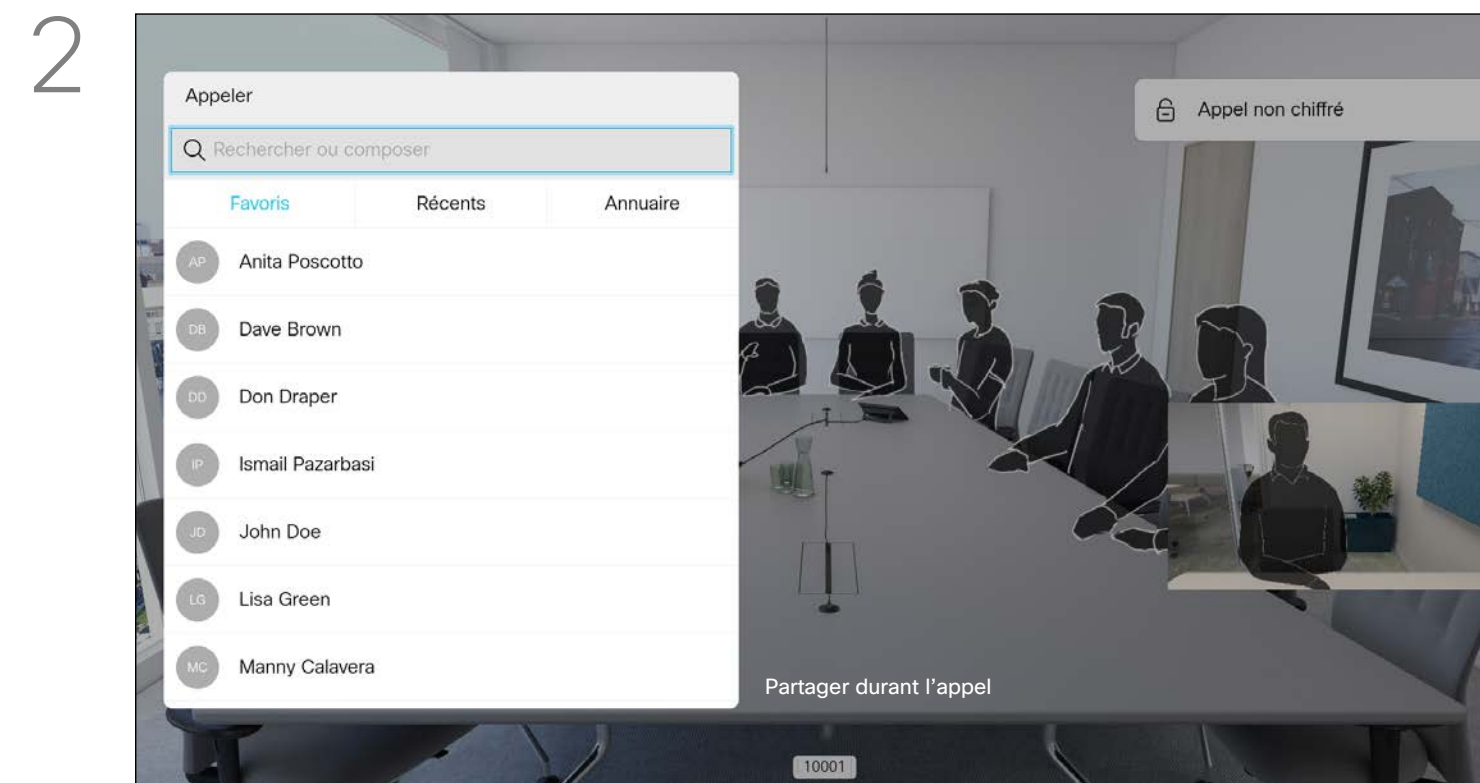 2
Appeler
Appel non chiffré
Rechercher ou composer
Favoris Récents Annuaire
AP Anita Poscotto
DB Dave Brown
DD Don Draper
IP Ismail Pazarbasi
JD John Doe
LG Lisa Green
MC Manny Calavera
Partager durant l'appel
10001